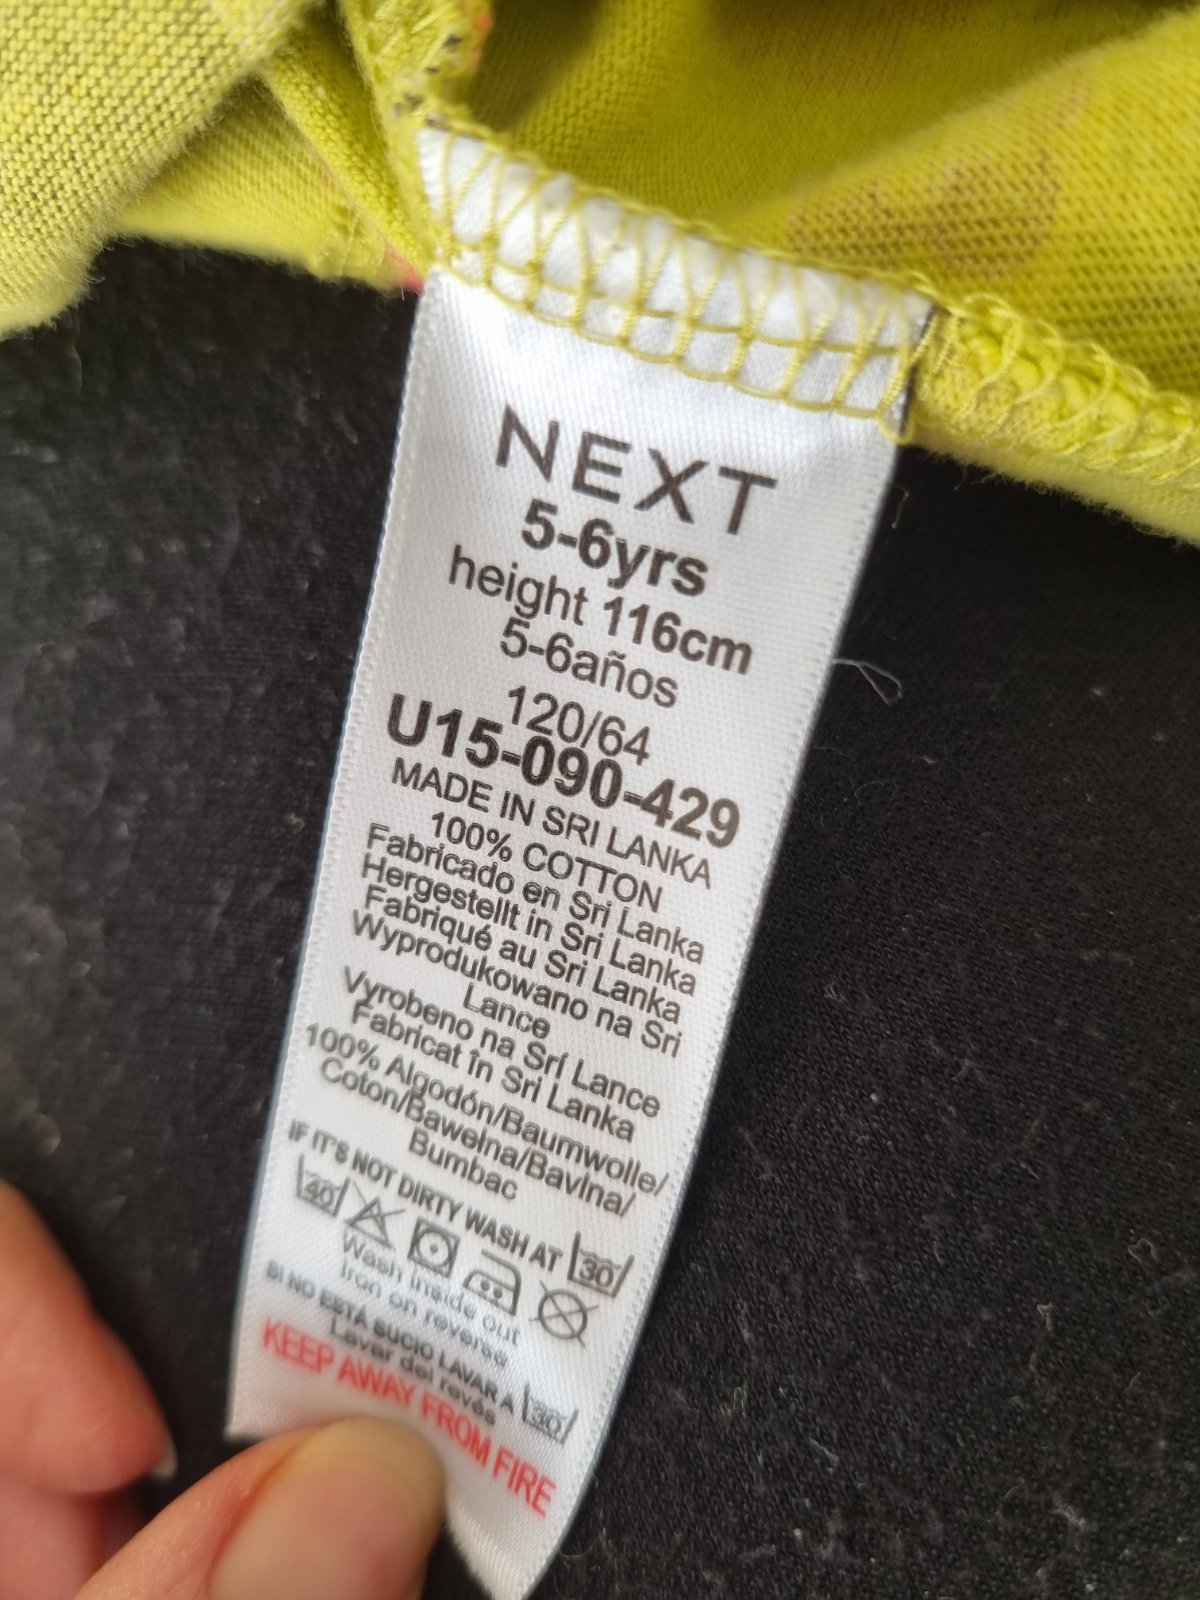 NEXT
5-6yrs
height 116cm
5-6años
120/64
U15-090-429
MADE IN SRI LANKA
100% COTTON
Fabricado en Sri Lanka
Hergestellt in Sri Lanka
Fabriqué au Sri Lanka
Wyprodukowano na Sri
Lance
Vyrobeno na Srí Lance
Fabricat în Sri Lanka
100% Algodón/Baumwolle/
Coton/Bawełna/Bavlna/
Bumbac
IF IT'S NOT DIRTY WASH AT 30
40
Wash inside out
Iron on reverse
SI NO ESTÁ SUCIO LAVAR A 30
Lavar del revés
KEEP AWAY FROM FIRE